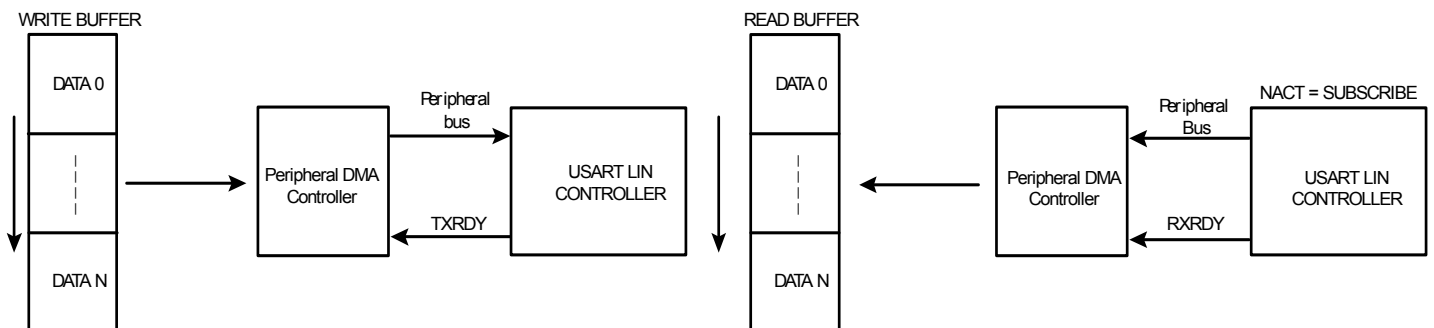 WRITE BUFFER
DATA 0
DATA N
Peripheral DMA
Controller
Peripheral
bus
TXRDY
USART LIN
CONTROLLER
READ BUFFER
DATA 0
DATA N
Peripheral DMA
Controller
Peripheral
Bus
RXRDY
NACT = SUBSCRIBE
USART LIN
CONTROLLER